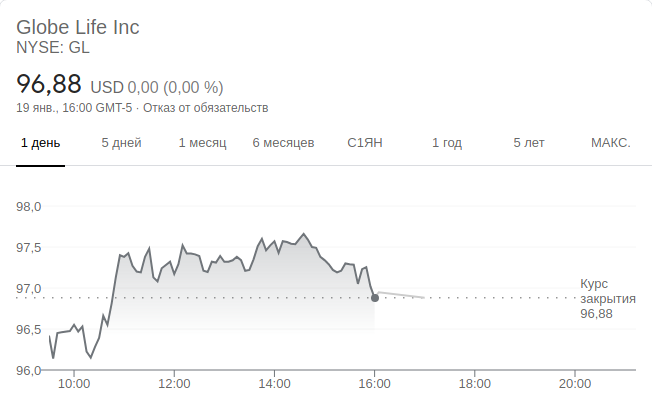 Globe Life Inc
NYSE: GL
96,88 USD 0,00 (0,00 %)
19 янв., 16:00 GMT-5 · Отказ от обязательств
1 день 5 дней 1 месяц 6 месяцев С1ЯН 1 год 5 лет МАКС.
98,0
97,5
97,0
96,5
96,0
Курс
закрытия
96,88
10:00 12:00 14:00 16:00 18:00 20:00